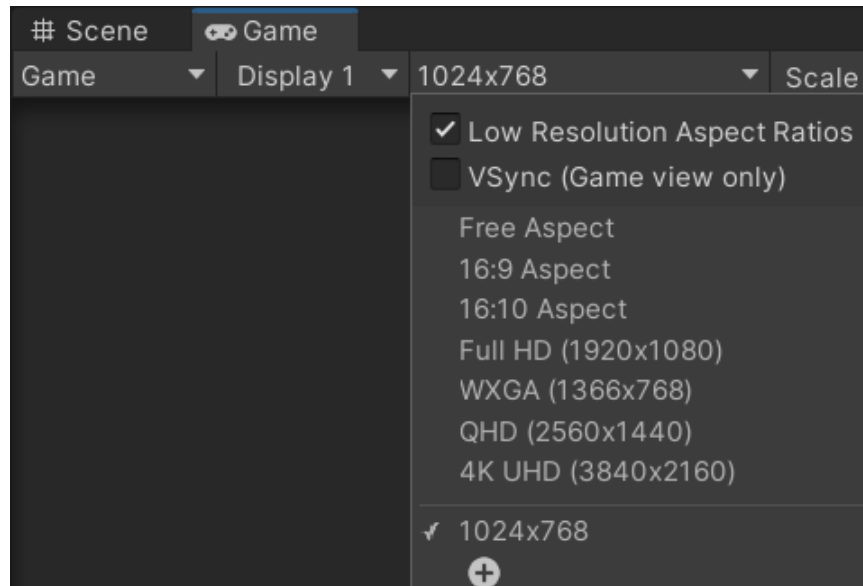 Scene Game
Game Display 1 1024x768 Scale
Low Resolution Aspect Ratios
VSync (Game view only)
Free Aspect
16:9 Aspect
16:10 Aspect
Full HD (1920x1080)
WXGA (1366x768)
QHD (2560x1440)
4K UHD (3840x2160)
1024x768